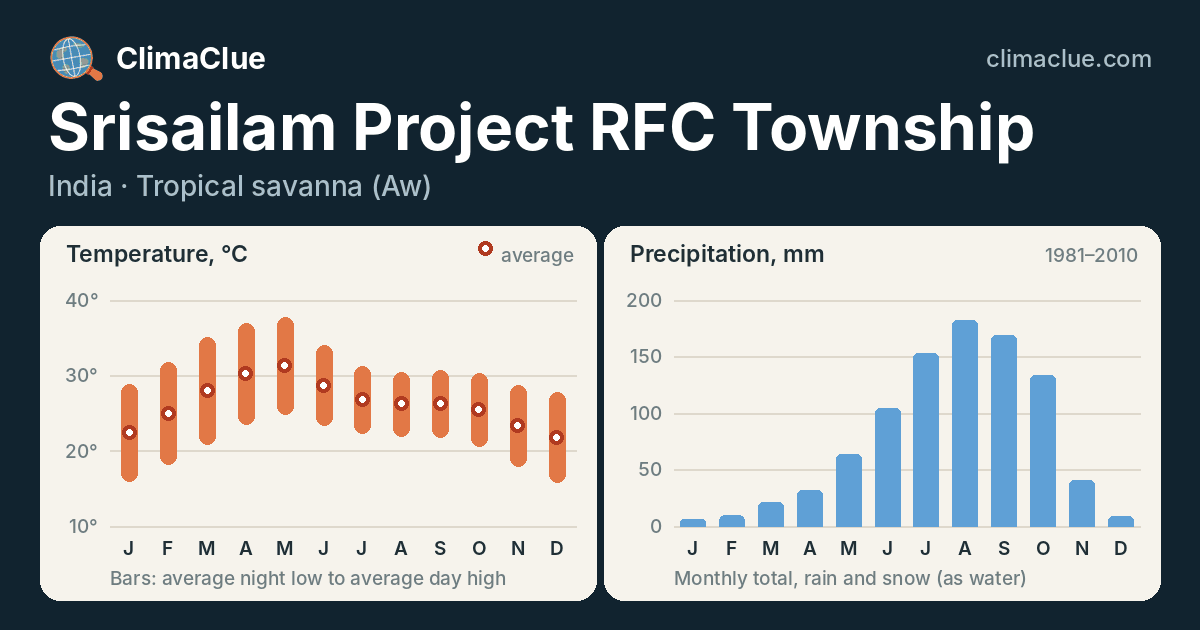 ClimaClue
climaclue.com
Srisailam Project RFC Township
India · Tropical savanna (Aw)
Temperature, °C
average
40°
30°
20°
10°
J F M A M J J A S O N D
Bars: average night low to average day high
Precipitation, mm
1981–2010
200
150
100
50
0
J F M A M J J A S O N D
Monthly total, rain and snow (as water)